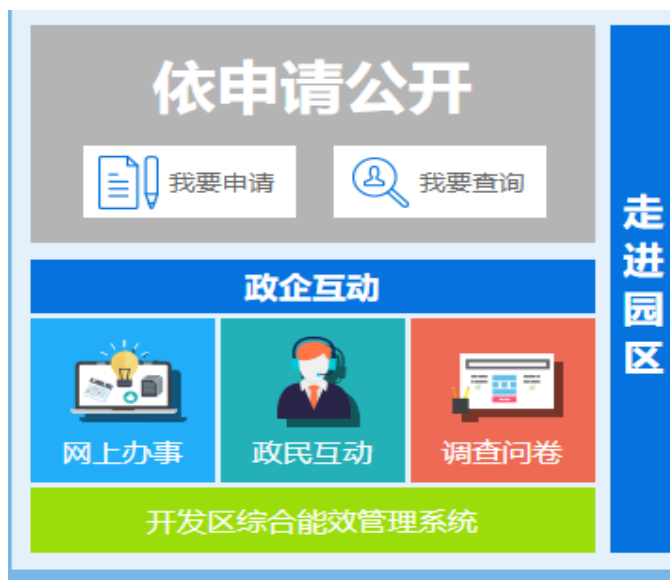 依申请公开
我要申请
我要查询
政企互动
网上办事
政民互动
调查问卷
开发区综合能效管理系统
走进园区